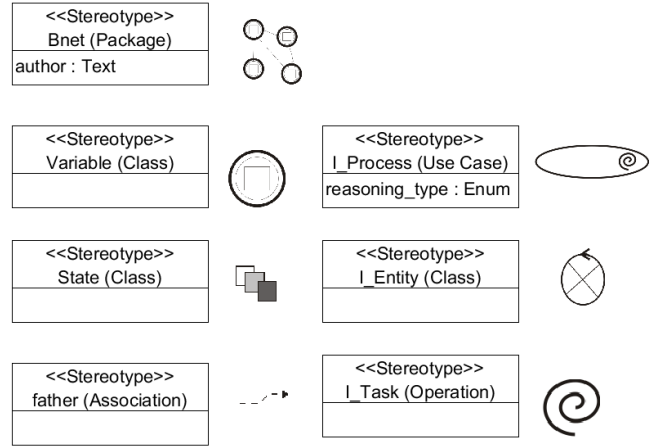 <<Stereotype>>
Bnet (Package)
author : Text
<<Stereotype>>
Variable (Class)
<<Stereotype>>
I_Process (Use Case)
reasoning_type : Enum
<<Stereotype>>
State (Class)
<<Stereotype>>
I_Entity (Class)
<<Stereotype>>
father (Association)
<<Stereotype>>
I_Task (Operation)